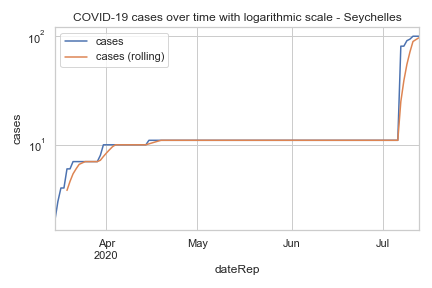 COVID-19 cases over time with logarithmic scale - Seychelles
cases
cases (rolling)
10²
10¹
cases
Apr
2020
May
Jun
Jul
dateRep